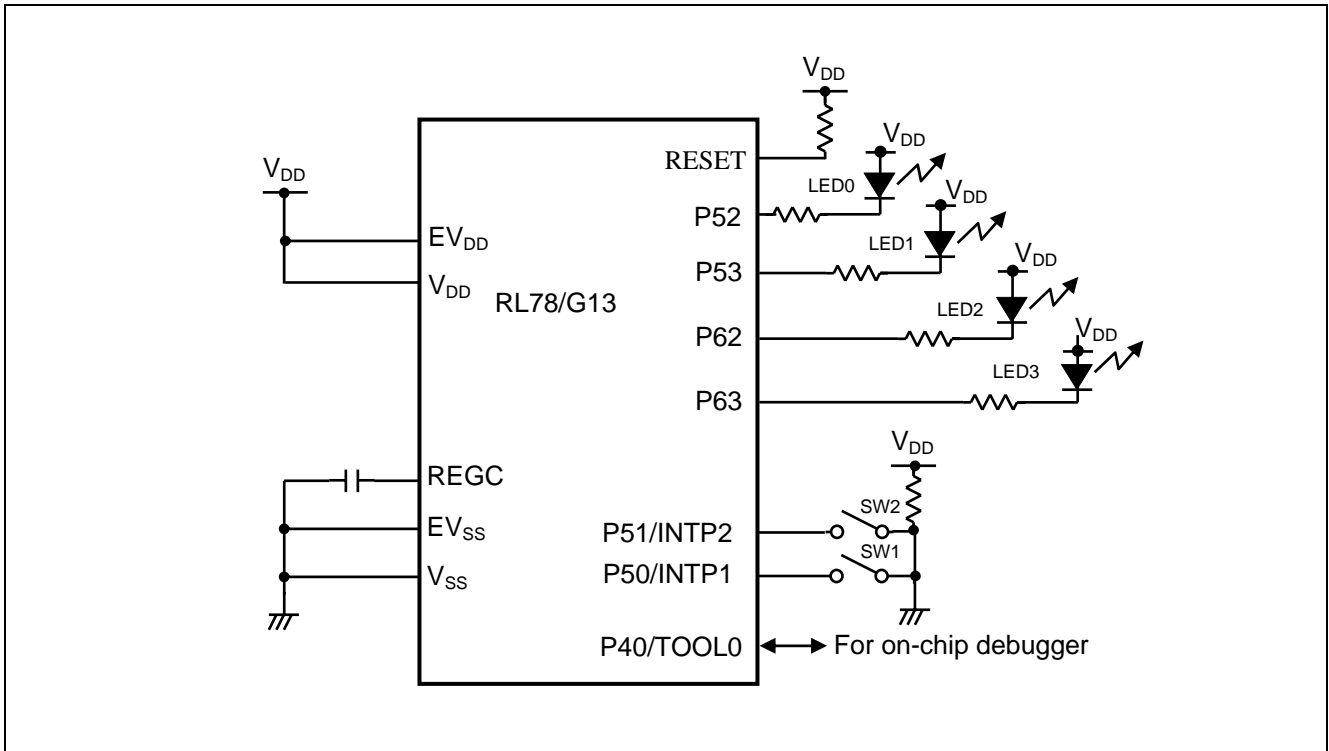 VDD
VDD
RESET
VDD
LED0
VDD
P52
LED1
EVDD
VDD
P53
VDD
RL78/G13
LED2
P62
VDD
LED3
P63
VDD
REGC
SW2
EVSS
P51/INTP2
SW1
VSS
P50/INTP1
P40/TOOL0
For on-chip debugger